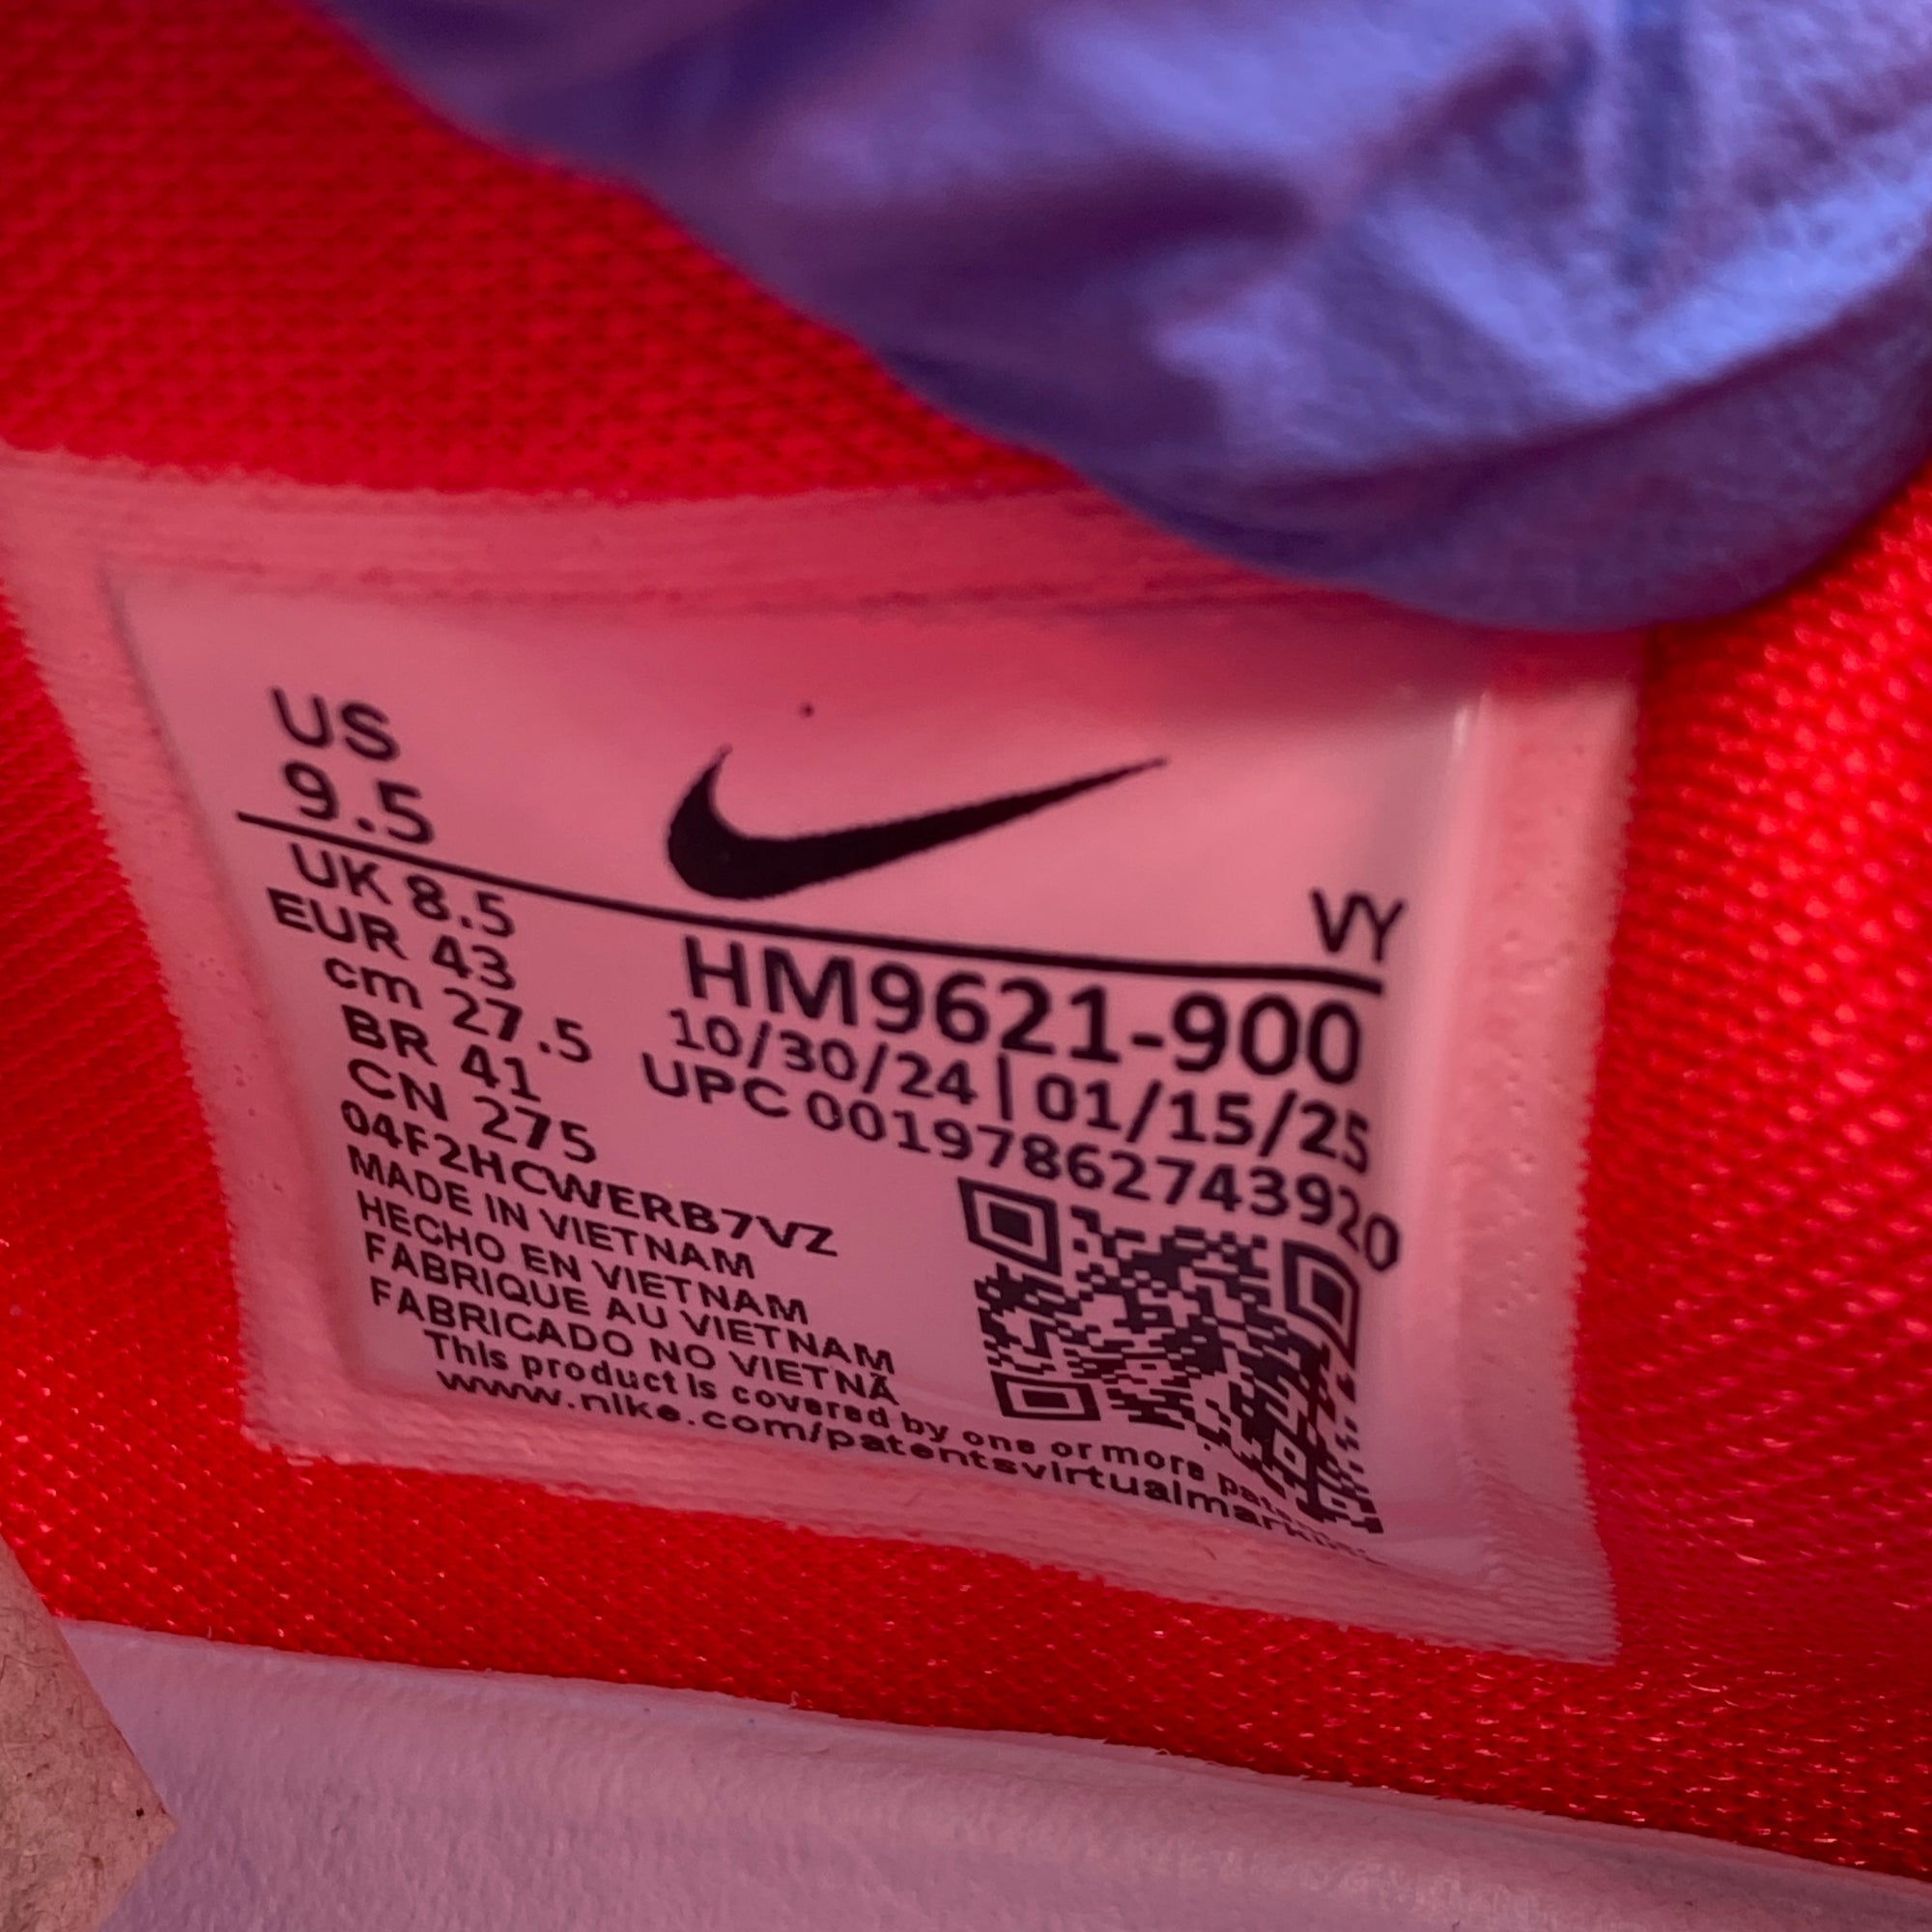 US
9.5
VY
UK 8.5
EUR 43
cm 27.5
BR 41
CN 275
HM9621-900
10/30/24 | 01/15/25
UPC 00197862743920
04F2HCWERB7VZ
MADE IN VIETNAM
HECHO EN VIETNAM
FABRIQUE AU VIETNAM
FABRICADO NO VIETNÃ
This product is covered by one or more
www.nike.com/patentsvirtualmarking